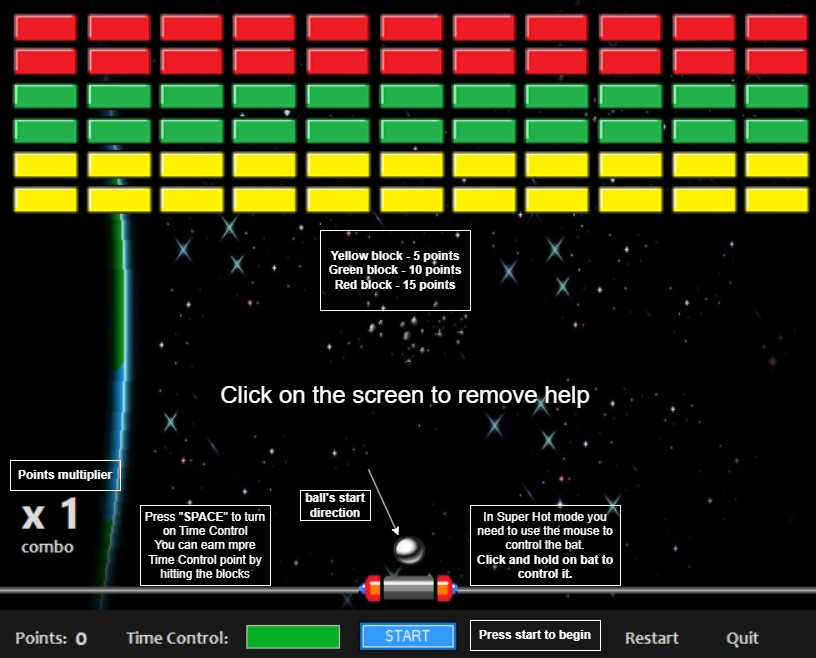 Yellow block - 5 points
Green block - 10 points
Red block - 15 points
Click on the screen to remove help
Points multiplier
x 1
combo
Press "SPACE" to turn
on Time Control
You can earn mpre
Time Control point by
hitting the blocks
ball's start
direction
In Super Hot mode you
need to use the mouse to
control the bat.
Click and hold on bat to
control it.
Points: 0
Time Control:
START
Press start to begin
Restart
Quit